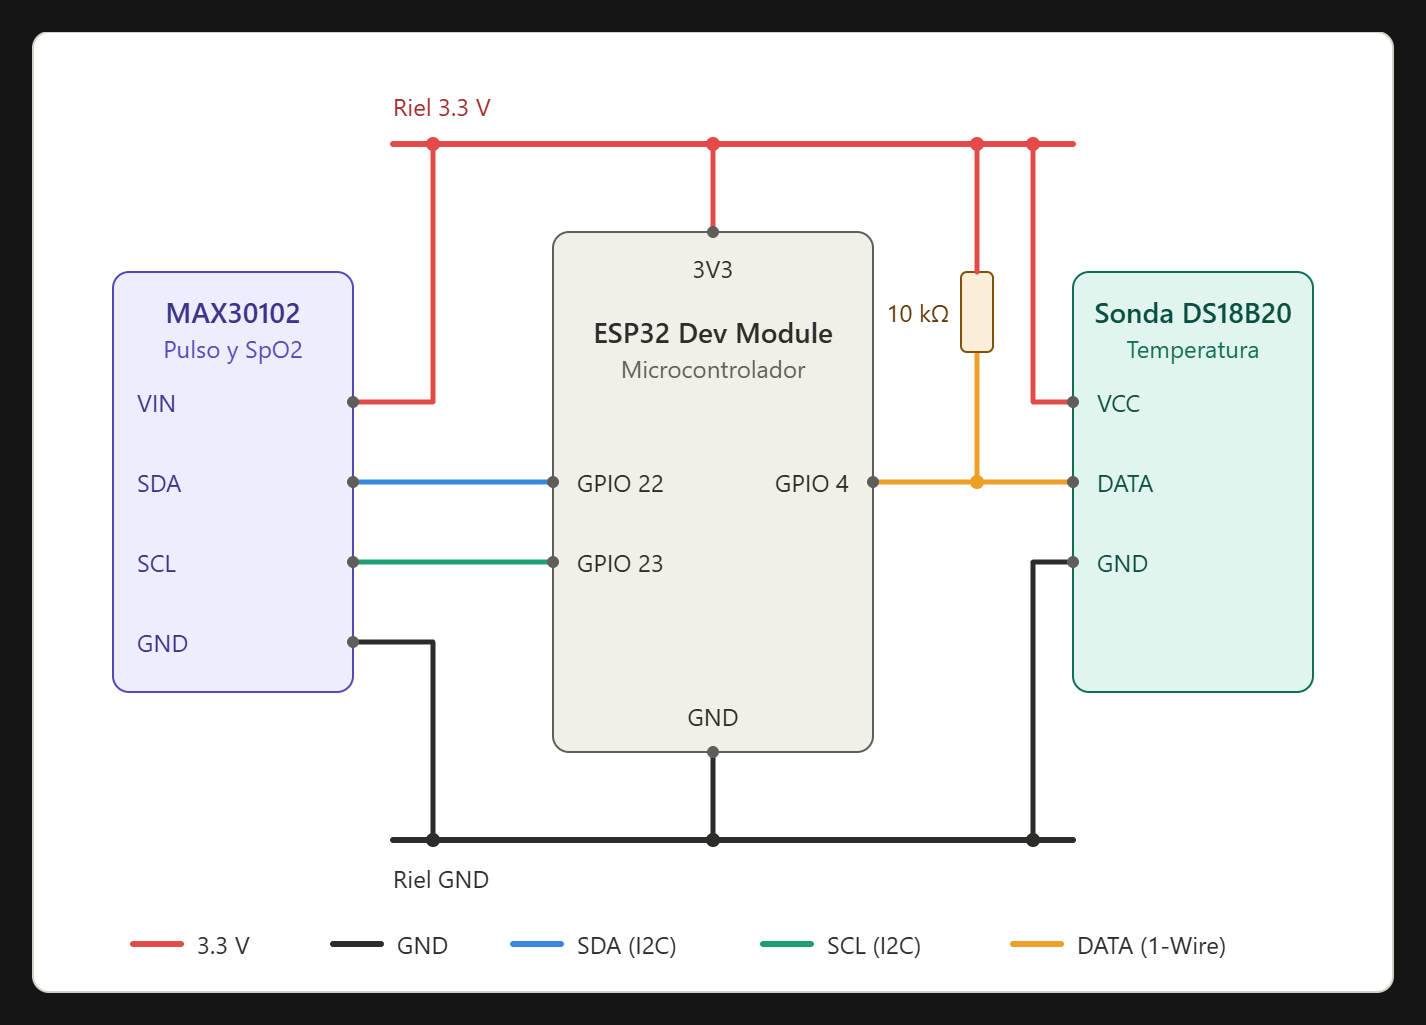 Riel 3.3 V
3V3
MAX30102
Pulso y SpO2
VIN
SDA
SCL
GND
ESP32 Dev Module
Microcontrolador
GPIO 22
GPIO 4
GPIO 23
GND
10 kΩ
Sonda DS18B20
Temperatura
VCC
DATA
GND
Riel GND
3.3 V
GND
SDA (I2C)
SCL (I2C)
DATA (1-Wire)